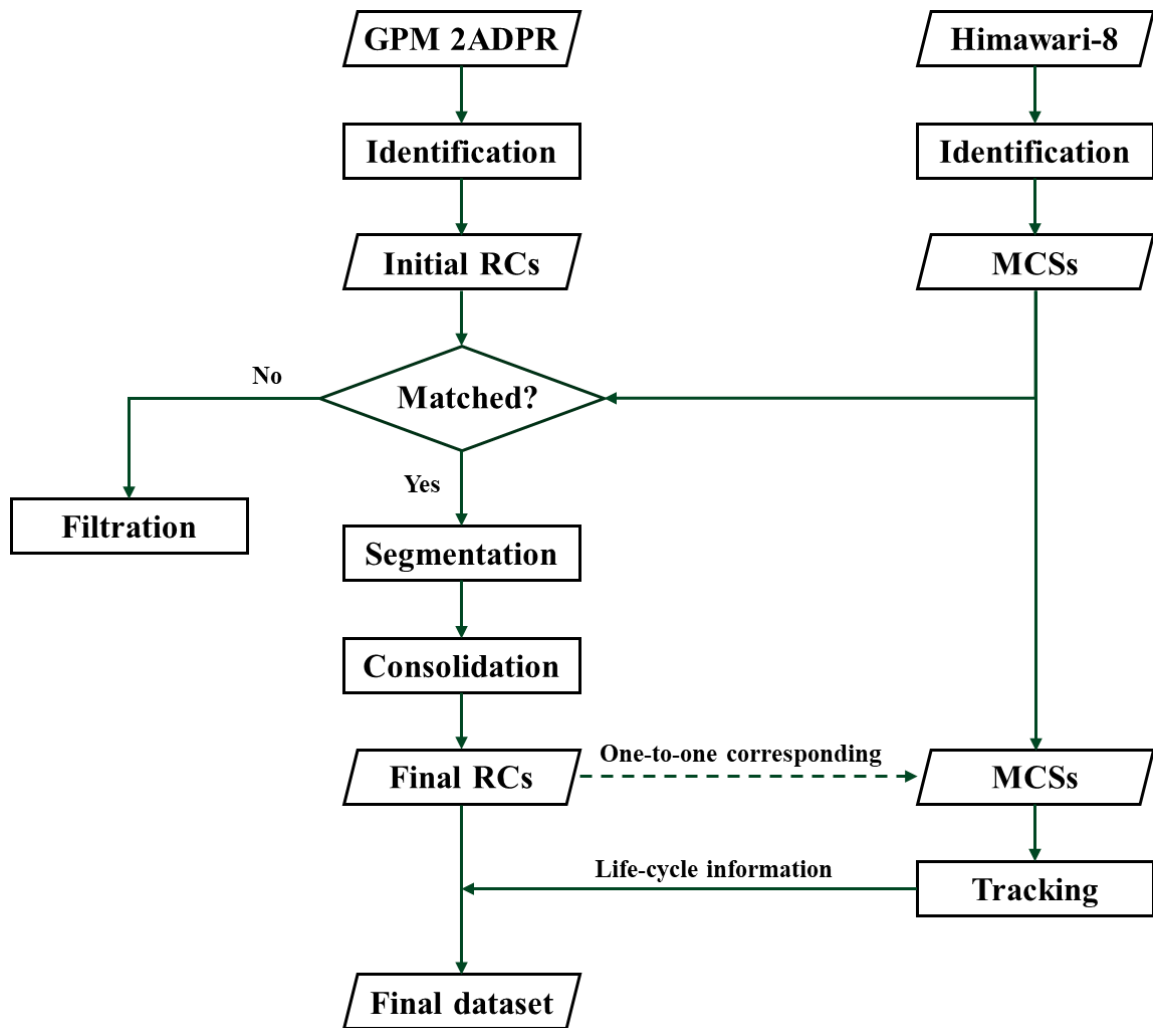 GPM 2ADPR
Himawari-8
Identification
Identification
Initial RCs
MCSs
No
Matched?
Yes
Filtration
Segmentation
Consolidation
Final RCs
One-to-one corresponding
MCSs
Life-cycle information
Tracking
Final dataset